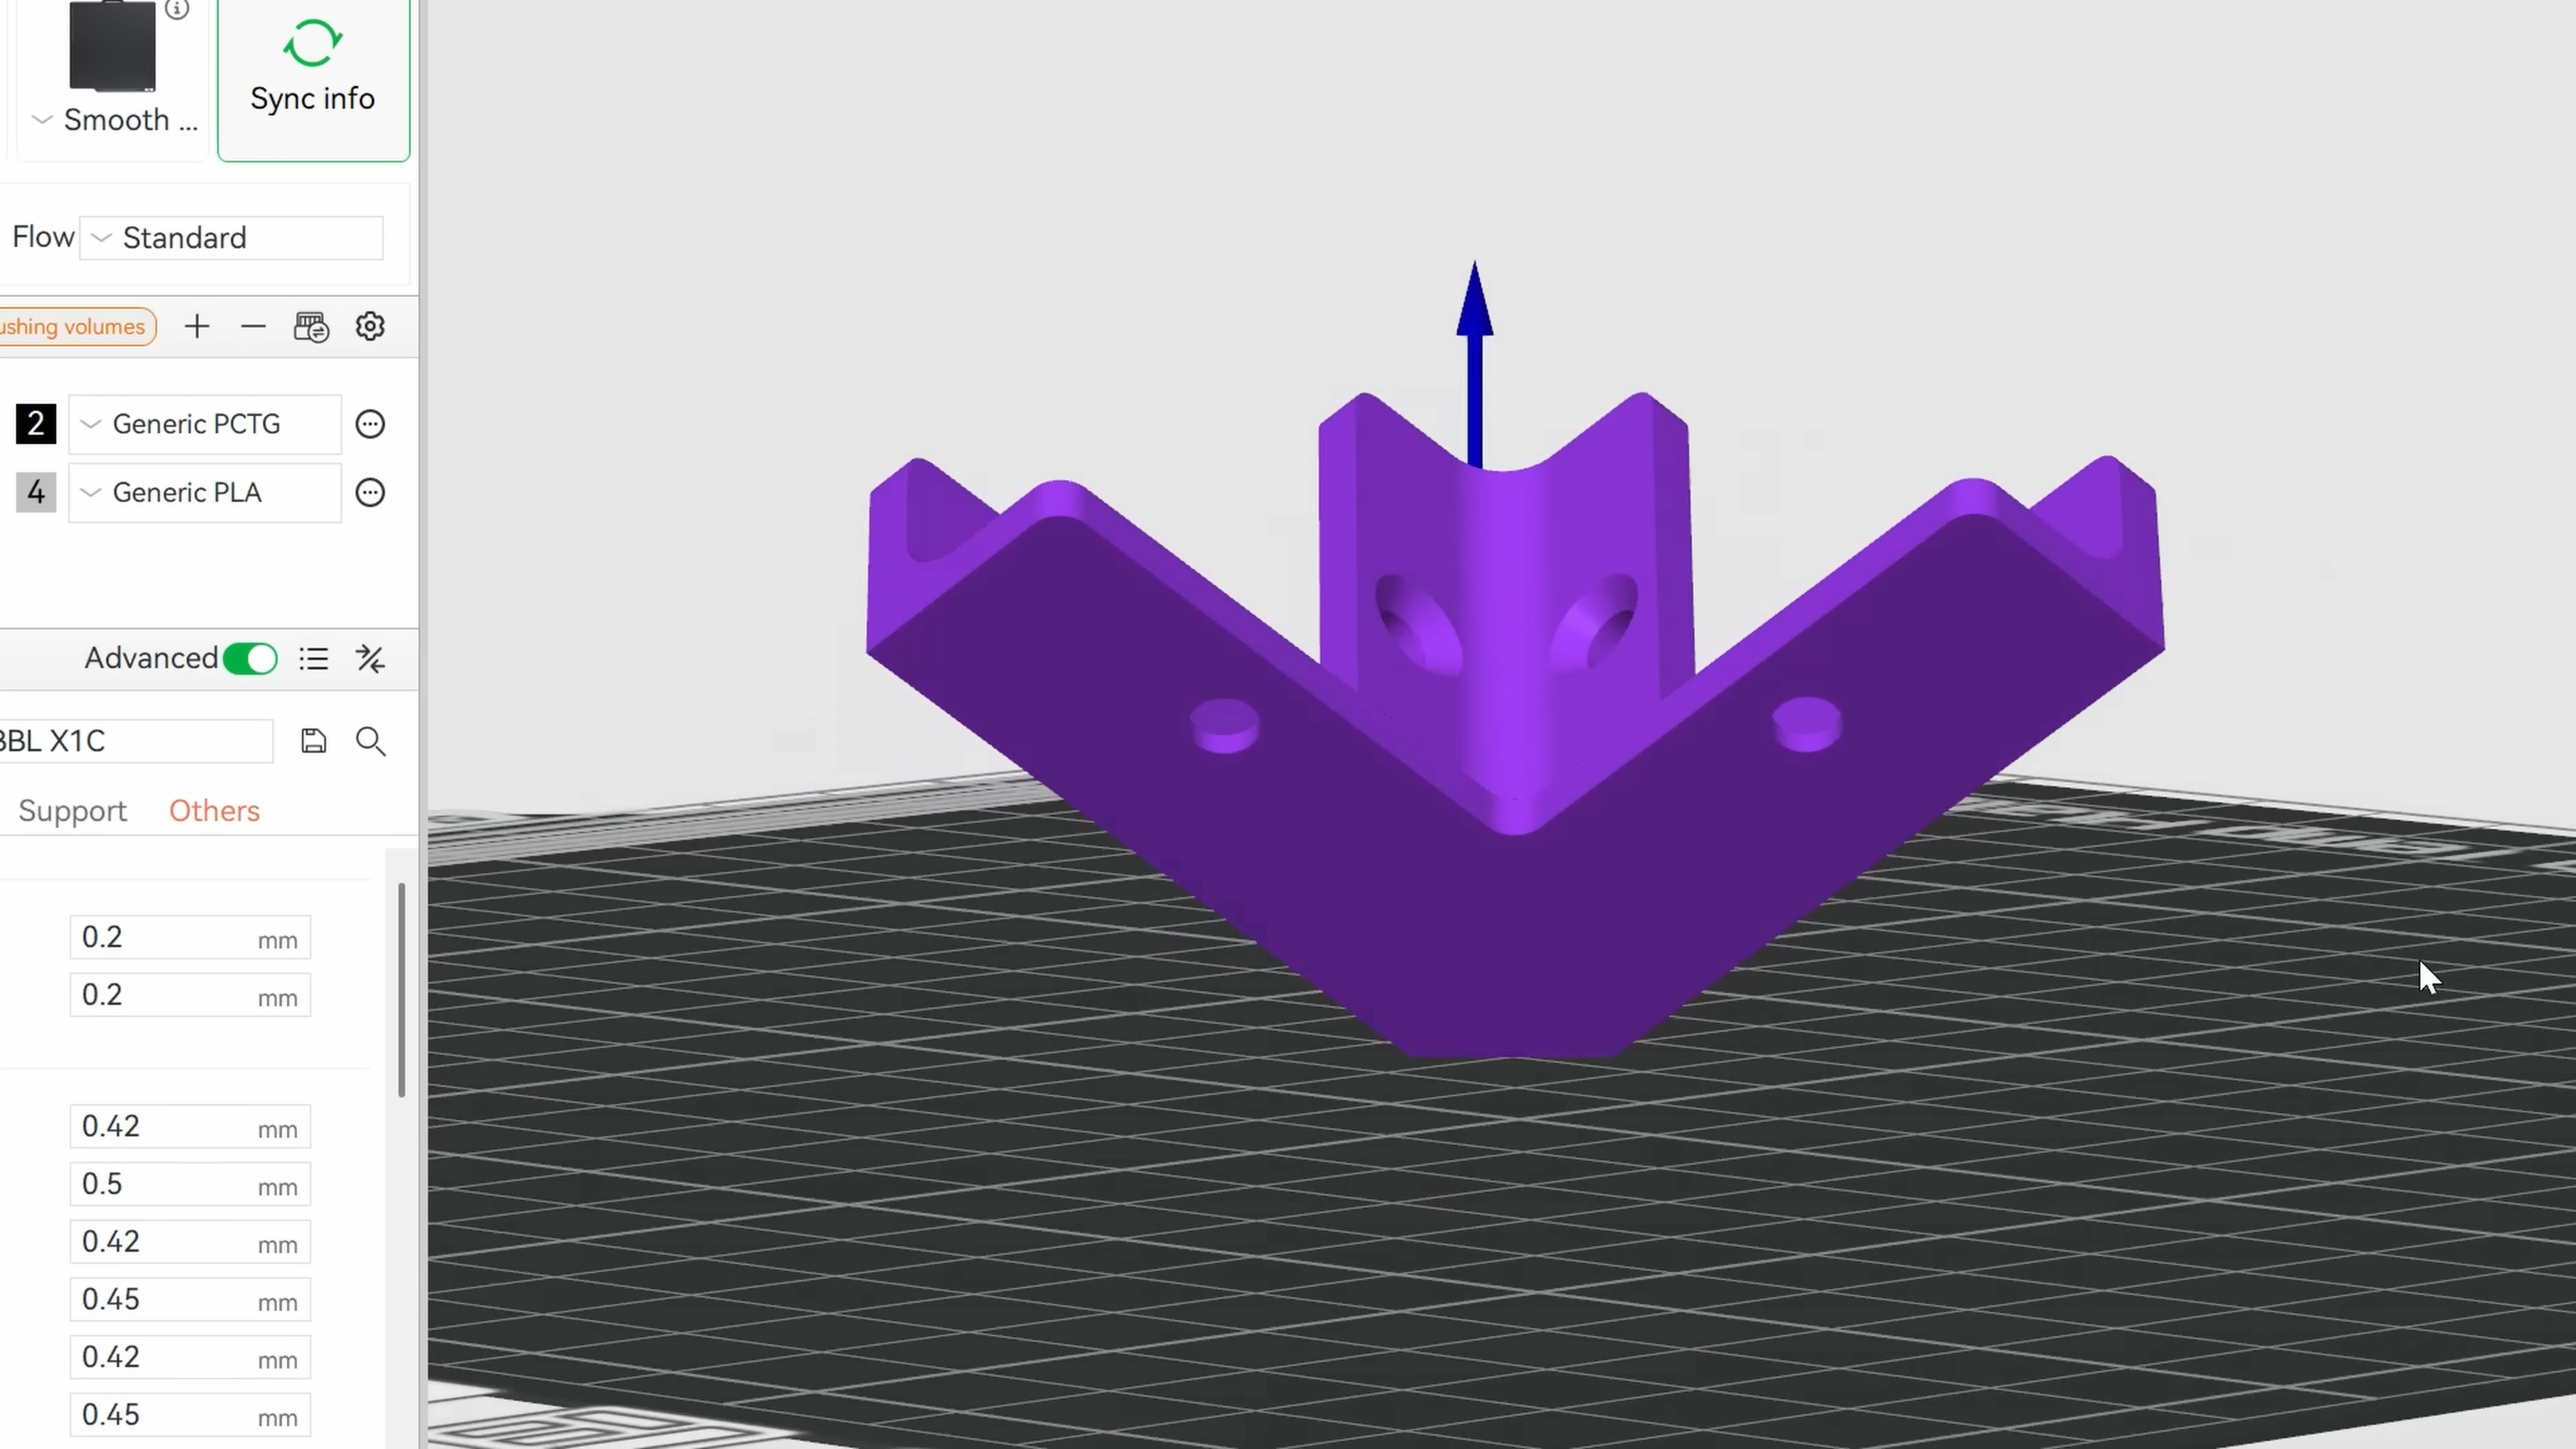 Smooth ...
Sync info
Flow Standard
ushing volumes
2 Generic PCTG
4 Generic PLA
Advanced
BBL X1C
Support Others
0.2 mm
0.2 mm
0.42 mm
0.5 mm
0.42 mm
0.45 mm
0.42 mm
0.45 mm